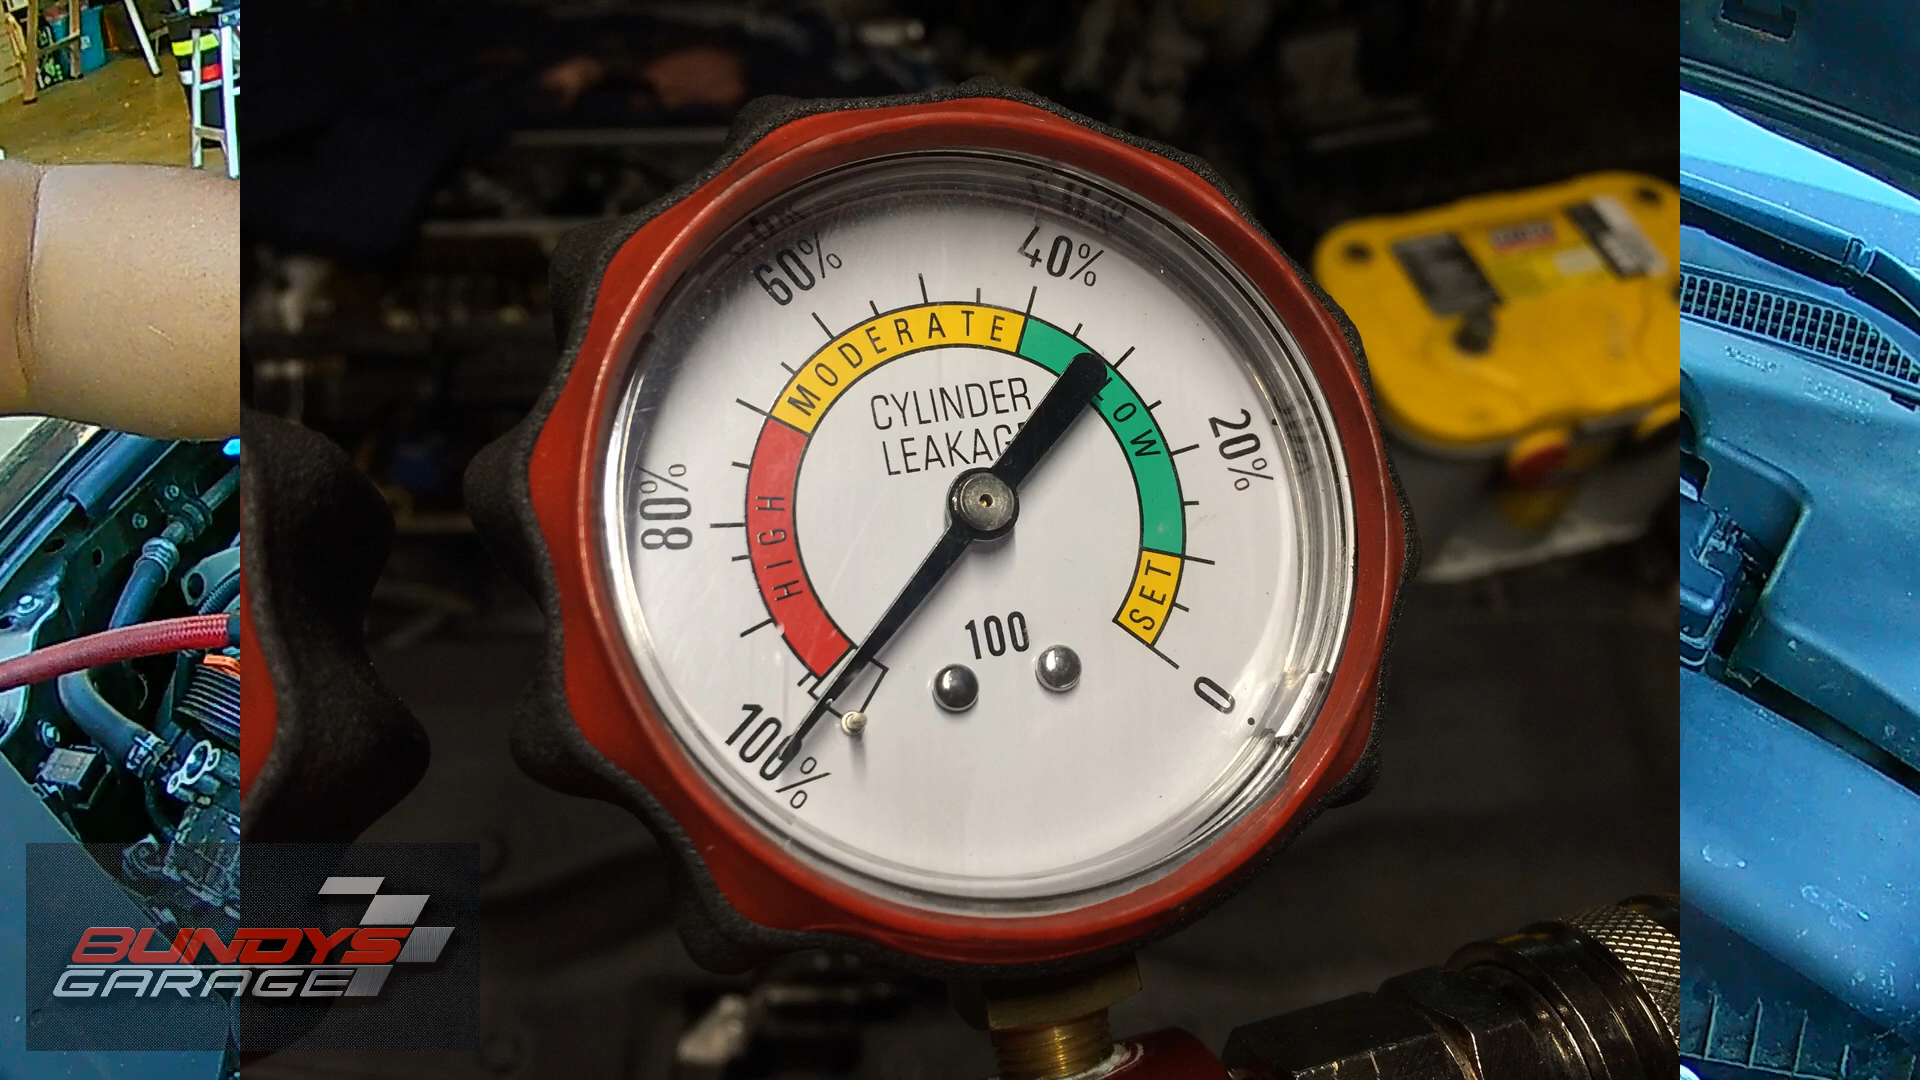 60%
40%
MODERATE
CYLINDER
LEAKAG
LOW
20%
80%
HIGH
SET
100
0
100%
BUNDYS
GARAGE